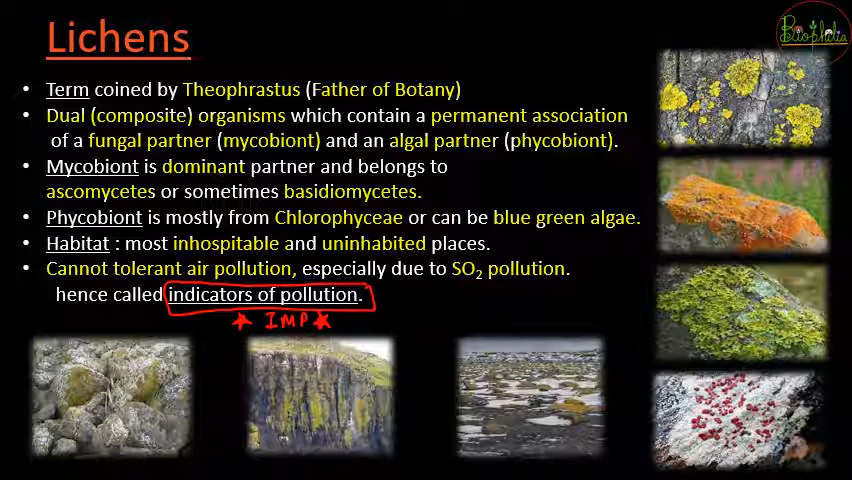 Lichens
Biophilia
• Term coined by Theophrastus (Father of Botany)
• Dual (composite) organisms which contain a permanent association
of a fungal partner (mycobiont) and an algal partner (phycobiont).
• Mycobiont is dominant partner and belongs to
ascomycetes or sometimes basidiomycetes.
• Phycobiont is mostly from Chlorophyceae or can be blue green algae.
• Habitat : most inhospitable and uninhabited places.
• Cannot tolerant air pollution, especially due to SO₂ pollution.
hence called indicators of pollution.
★ IMP ★